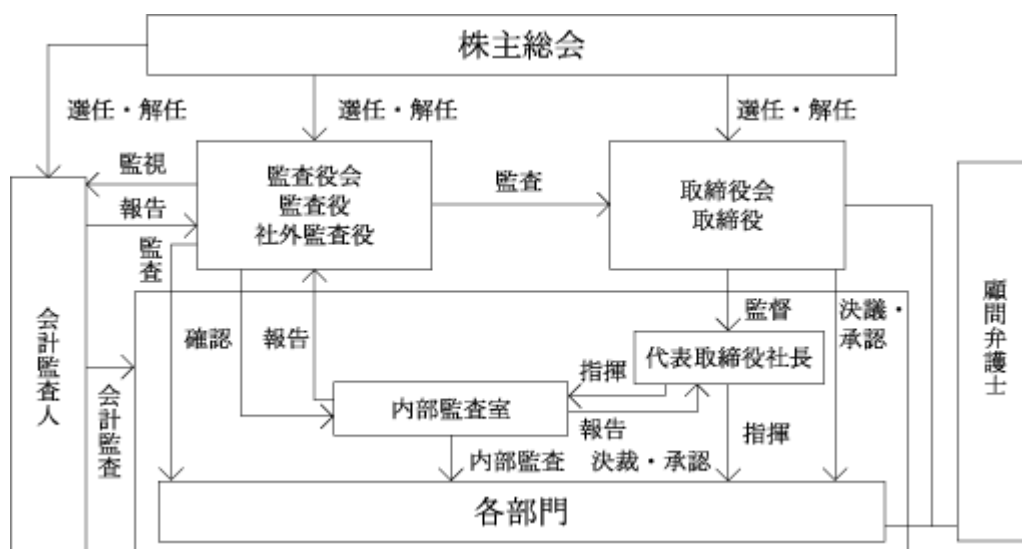 株主総会
選任・解任
選任・解任
選任・解任
監視
報告
監査
監査役会
監査役
社外監査役
監査
取締役会
取締役
会計監査人
会計監査
確認
報告
監督
決議・
承認
代表取締役社長
指揮
報告
内部監査室
指揮
内部監査
決裁・承認
各部門
顧問弁護士